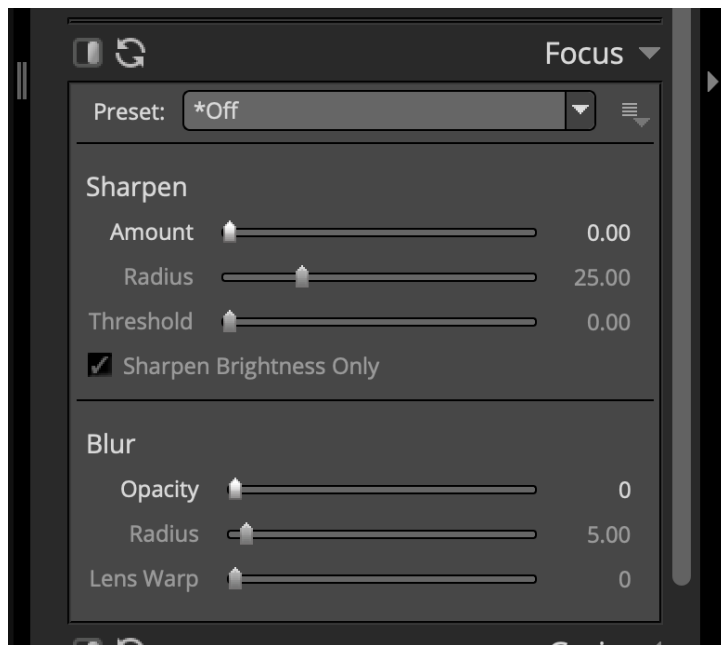 Focus
Preset: *Off
Sharpen
Amount 0.00
Radius 25.00
Threshold 0.00
Sharpen Brightness Only
Blur
Opacity 0
Radius 5.00
Lens Warp 0